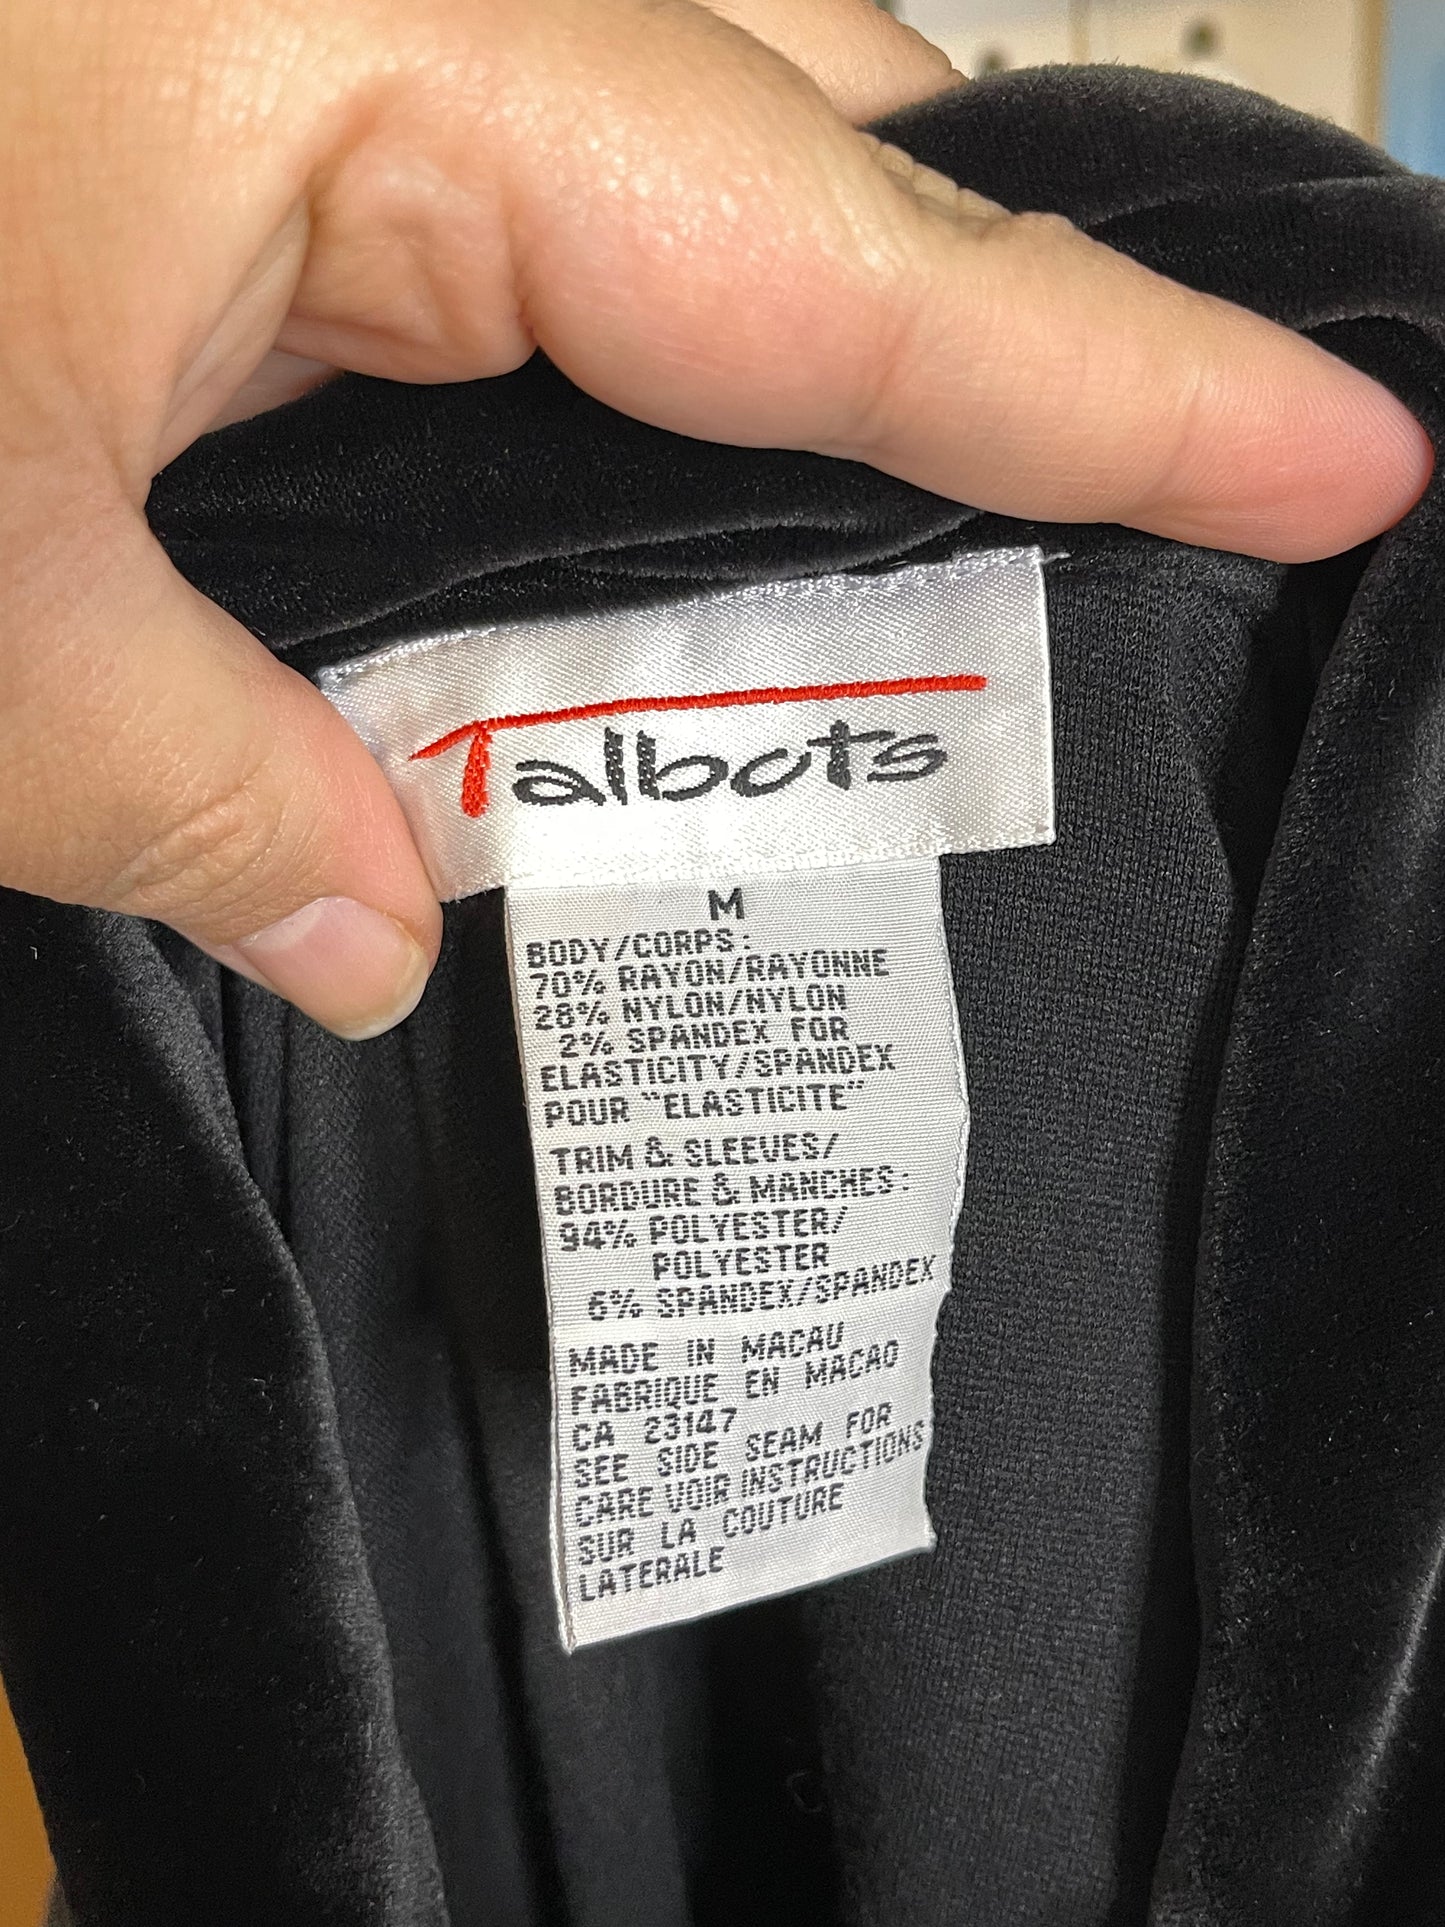 Talbots
M
BODY/CORPS:
70% RAYON/RAYONNE
28% NYLON/NYLON
2% SPANDEX FOR
ELASTICITY/SPANDEX
POUR "ELASTICITE"
TRIM & SLEEVES/
BORDURE & MANCHES:
94% POLYESTER/
POLYESTER
6% SPANDEX/SPANDEX
MADE IN MACAU
FABRIQUE EN MACAO
CA 23147
SEE SIDE SEAM FOR
CARE VOIR INSTRUCTIONS
SUR LA COUTURE
LATERALE